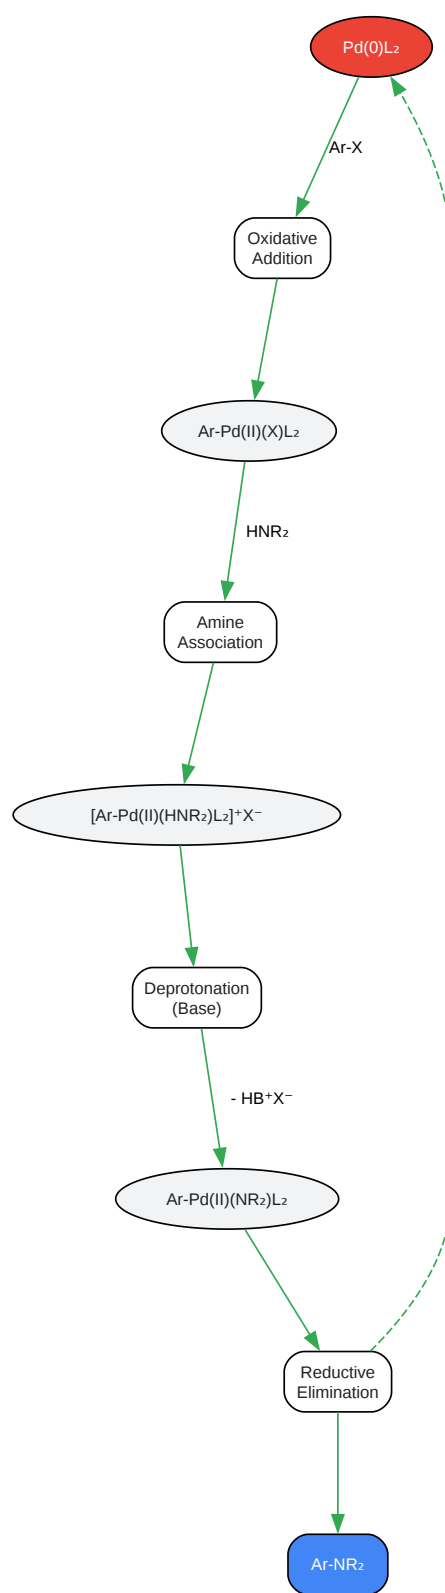 Pd(0)L₂
Ar-X
Oxidative
Addition
Ar-Pd(II)(X)L₂
HNR₂
Amine
Association
[Ar-Pd(II)(HNR₂)L₂]⁺X⁻
Deprotonation
(Base)
- HB⁺X⁻
Ar-Pd(II)(NR₂)L₂
Reductive
Elimination
Ar-NR₂